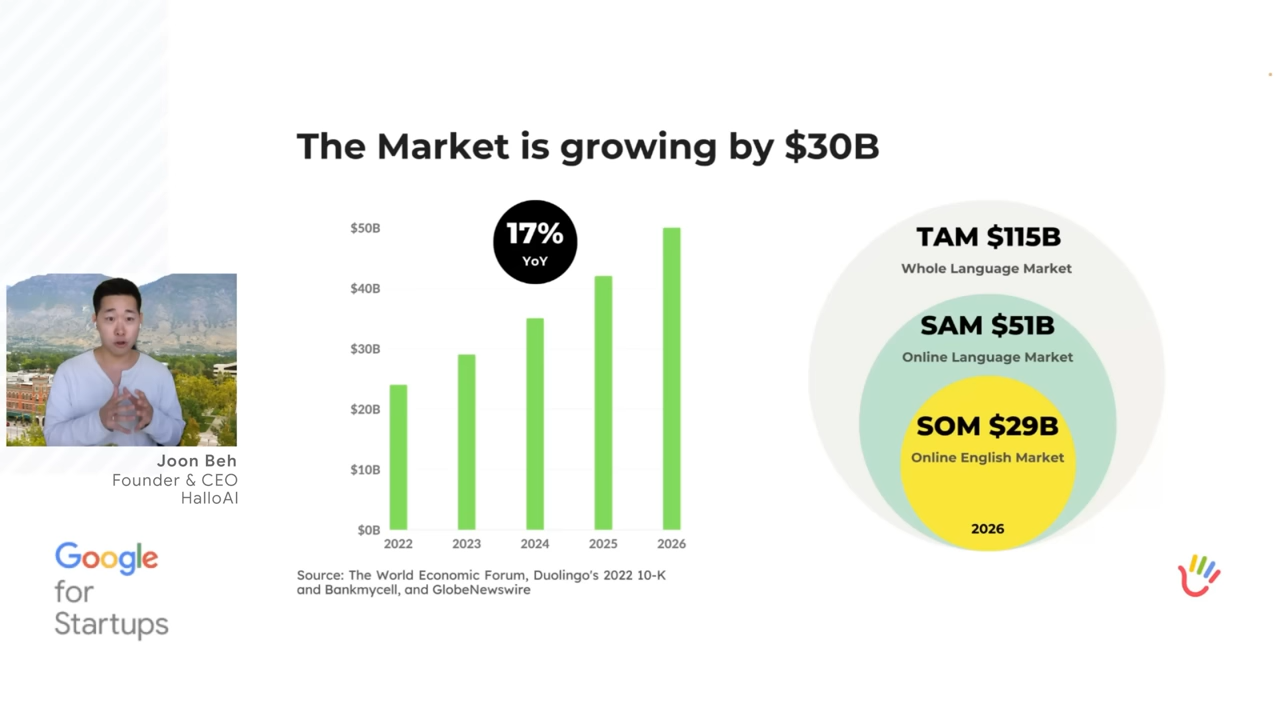 The Market is growing by $30B
17%
YoY
$50B
$40B
$30B
$20B
$10B
$0B
2022 2023 2024 2025 2026
Source: The World Economic Forum, Duolingo's 2022 10-K
and Bankmycell, and GlobeNewswire
TAM $115B
Whole Language Market
SAM $51B
Online Language Market
SOM $29B
Online English Market
2026
Joon Beh
Founder & CEO
HalloAI
Google
for
Startups